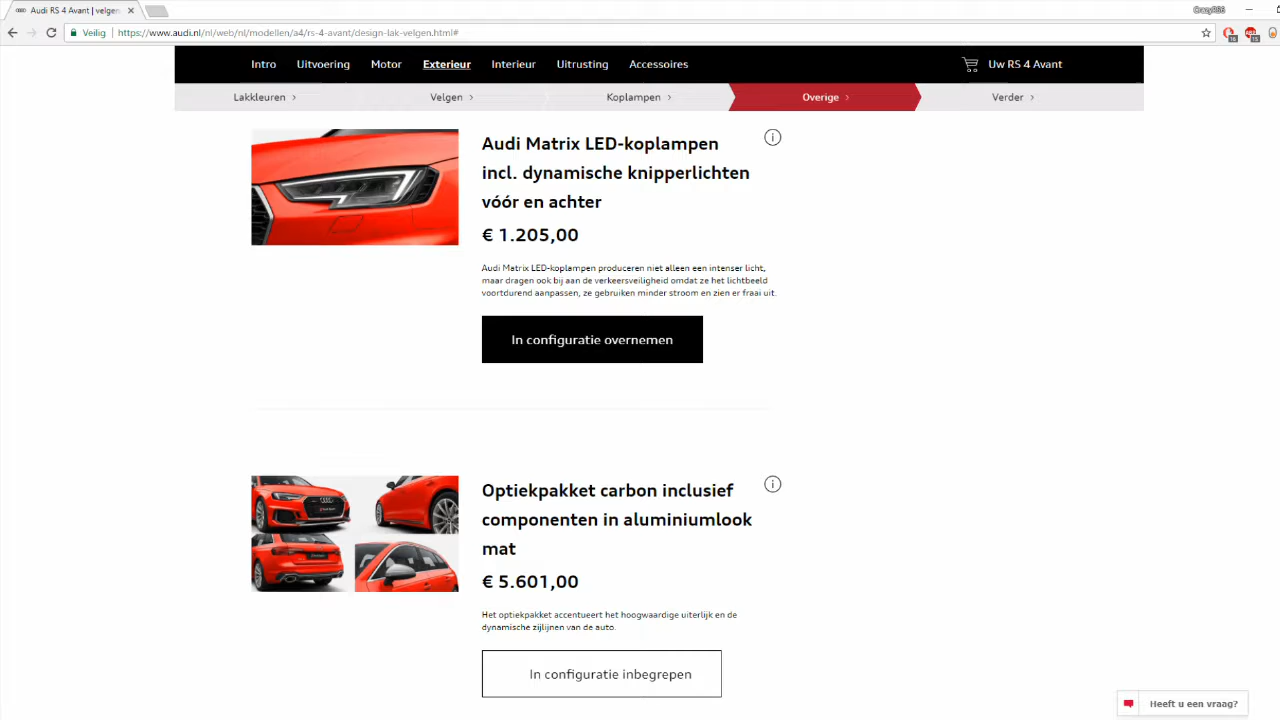 Audi RS 4 Avant | velgen
CrazyRS6
Veilig
https://www.audi.nl/nl/web/nl/modellen/a4/rs-4-avant/design-lak-velgen.html#
Intro
Uitvoering
Motor
Exterieur
Interieur
Uitrusting
Accessoires
Uw RS 4 Avant
Lakkleuren
Velgen
Koplampen
Overige
Verder
Audi Matrix LED-koplampen
incl. dynamische knipperlichten
vóór en achter
€ 1.205,00
Audi Matrix LED-koplampen produceren niet alleen een intenser licht,
maar dragen ook bij aan de verkeersveiligheid omdat ze het lichtbeeld
voortdurend aanpassen, ze gebruiken minder stroom en zien er fraai uit.
In configuratie overnemen
Optiekpakket carbon inclusief
componenten in aluminiumlook
mat
€ 5.601,00
Het optiekpakket accentueert het hoogwaardige uiterlijk en de
dynamische zijlijnen van de auto.
In configuratie inbegrepen
Heeft u een vraag?